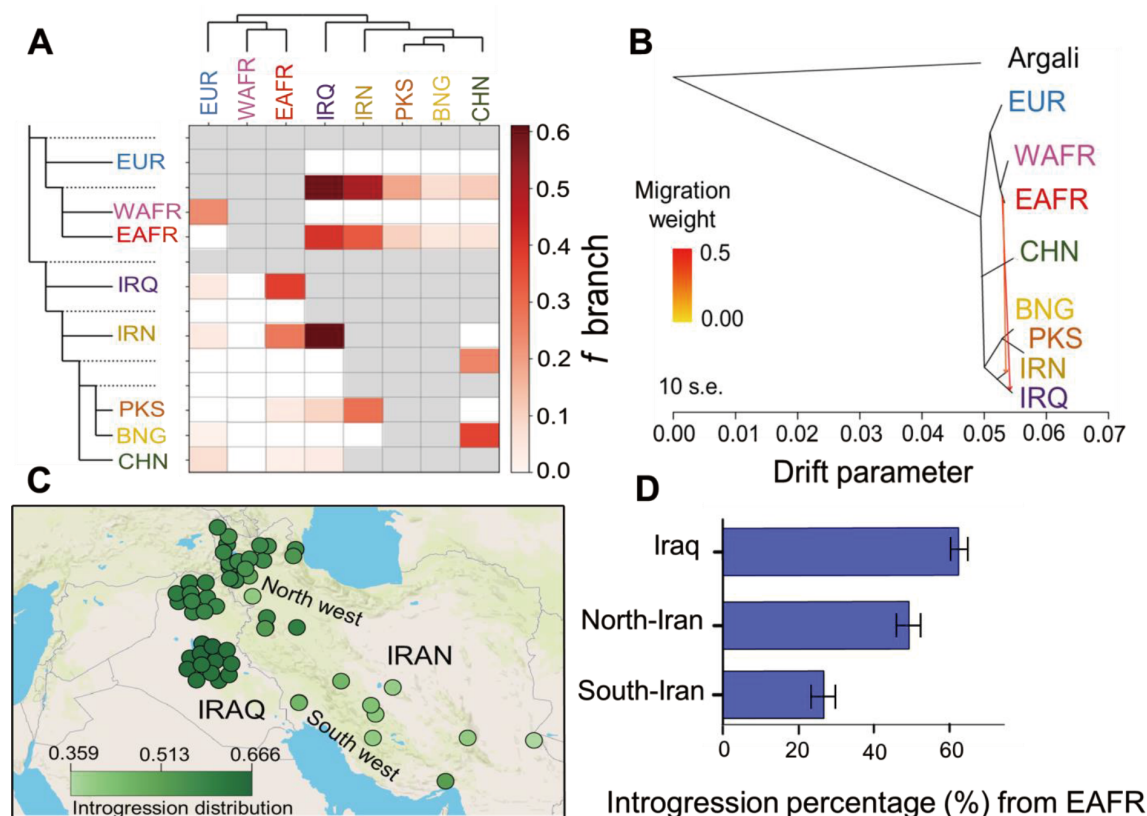 A
EUR
WAFR
EAFR
IRQ
IRN
PKS
BNG
CHN
EUR
WAFR
EAFR
IRQ
IRN
PKS
BNG
CHN
0.6
0.5
0.4
0.3
0.2
0.1
0.0
f branch
B
Argali
EUR
WAFR
EAFR
CHN
BNG
PKS
IRN
IRQ
Migration
weight
0.5
0.00
10 s.e.
0.00 0.01 0.02 0.03 0.04 0.05 0.06 0.07
Drift parameter
C
North west
IRAN
IRAQ
South west
0.359 0.513 0.666
Introgression distribution
D
Iraq
North-Iran
South-Iran
0 20 40 60
Introgression percentage (%) from EAFR